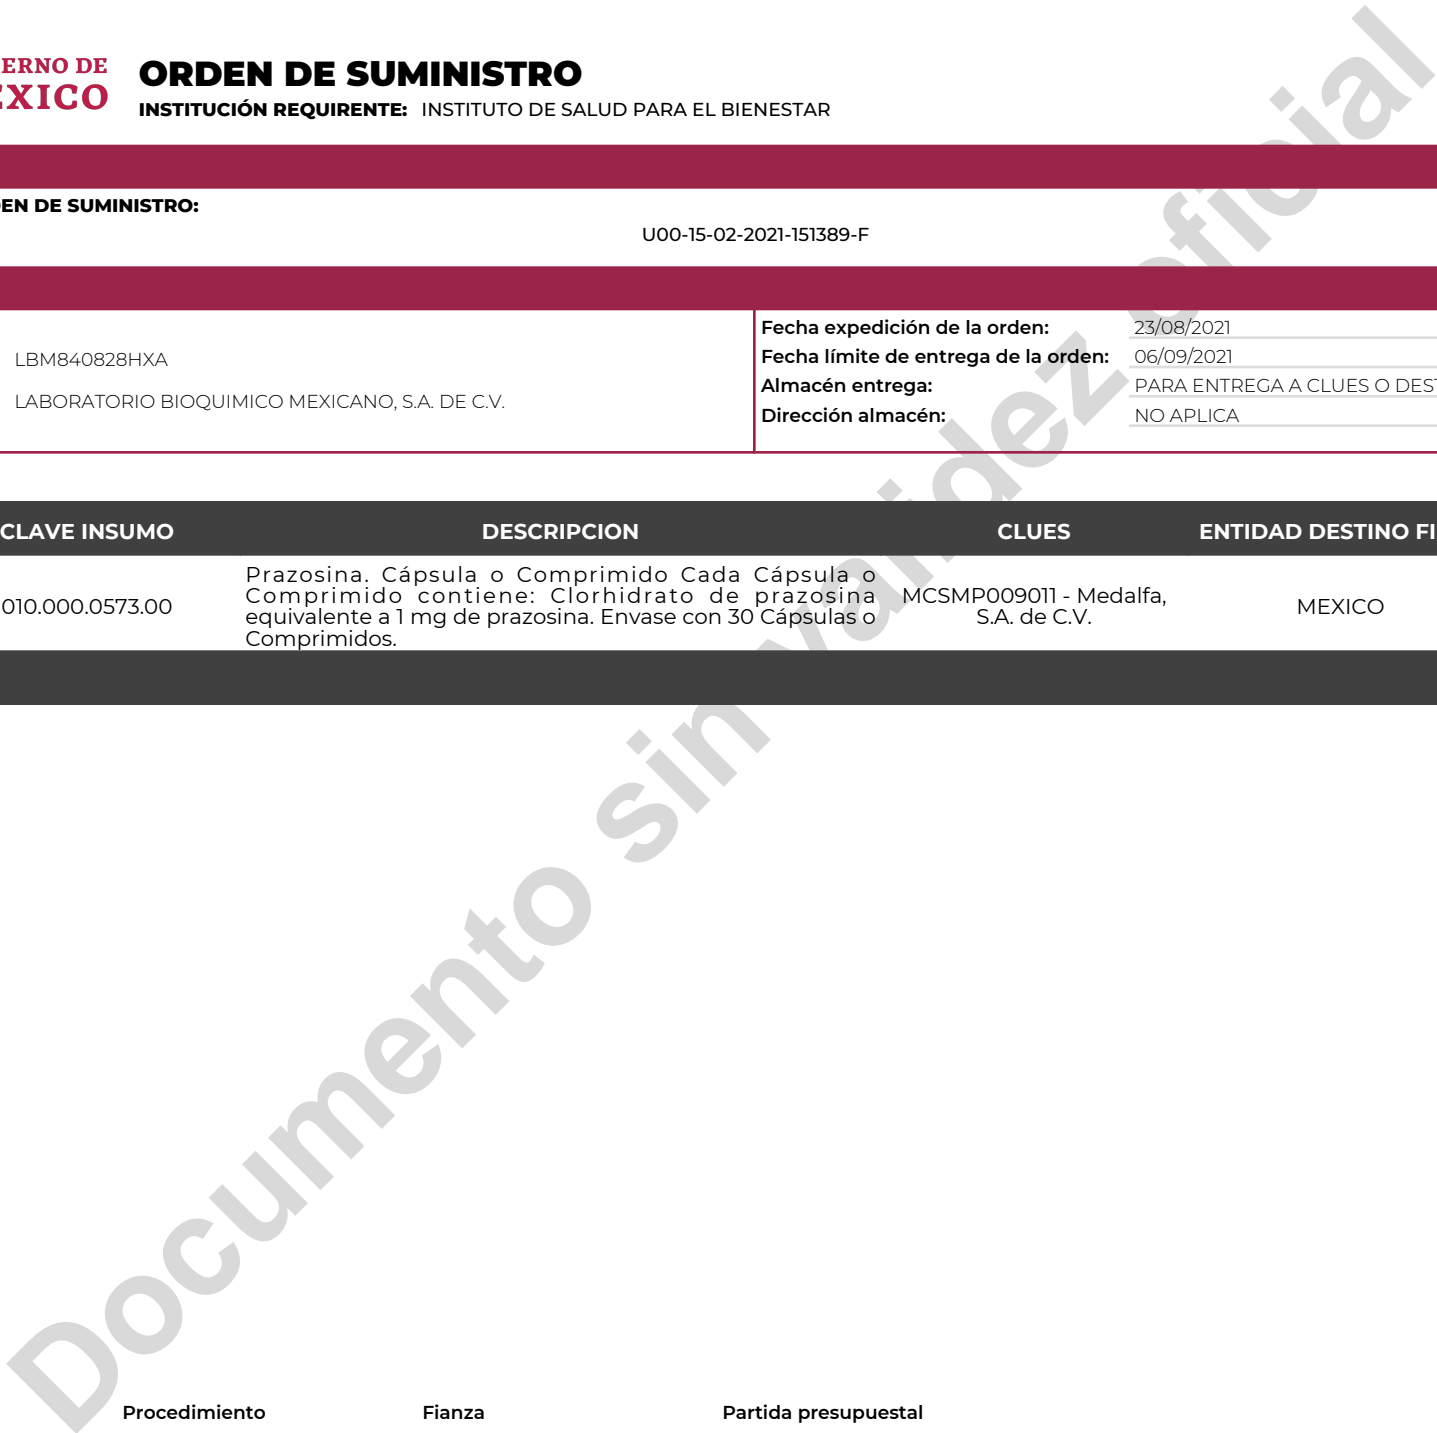 ERNO DE
EXICO
ORDEN DE SUMINISTRO
INSTITUCIÓN REQUIRENTE: INSTITUTO DE SALUD PARA EL BIENESTAR
EN DE SUMINISTRO:
U00-15-02-2021-151389-F
LBM840828HXA
LABORATORIO BIOQUIMICO MEXICANO, S.A. DE C.V.
Fecha expedición de la orden: 23/08/2021
Fecha límite de entrega de la orden: 06/09/2021
Almacén entrega: PARA ENTREGA A CLUES O DEST
Dirección almacén: NO APLICA
CLAVE INSUMO DESCRIPCION CLUES ENTIDAD DESTINO FI
010.000.0573.00
Prazosina. Cápsula o Comprimido Cada Cápsula o
Comprimido contiene: Clorhidrato de prazosina
equivalente a 1 mg de prazosina. Envase con 30 Cápsulas o
Comprimidos.
MCSMP009011 - Medalfa,
S.A. de C.V.
MEXICO
Documento sin validez oficial
Procedimiento Fianza Partida presupuestal